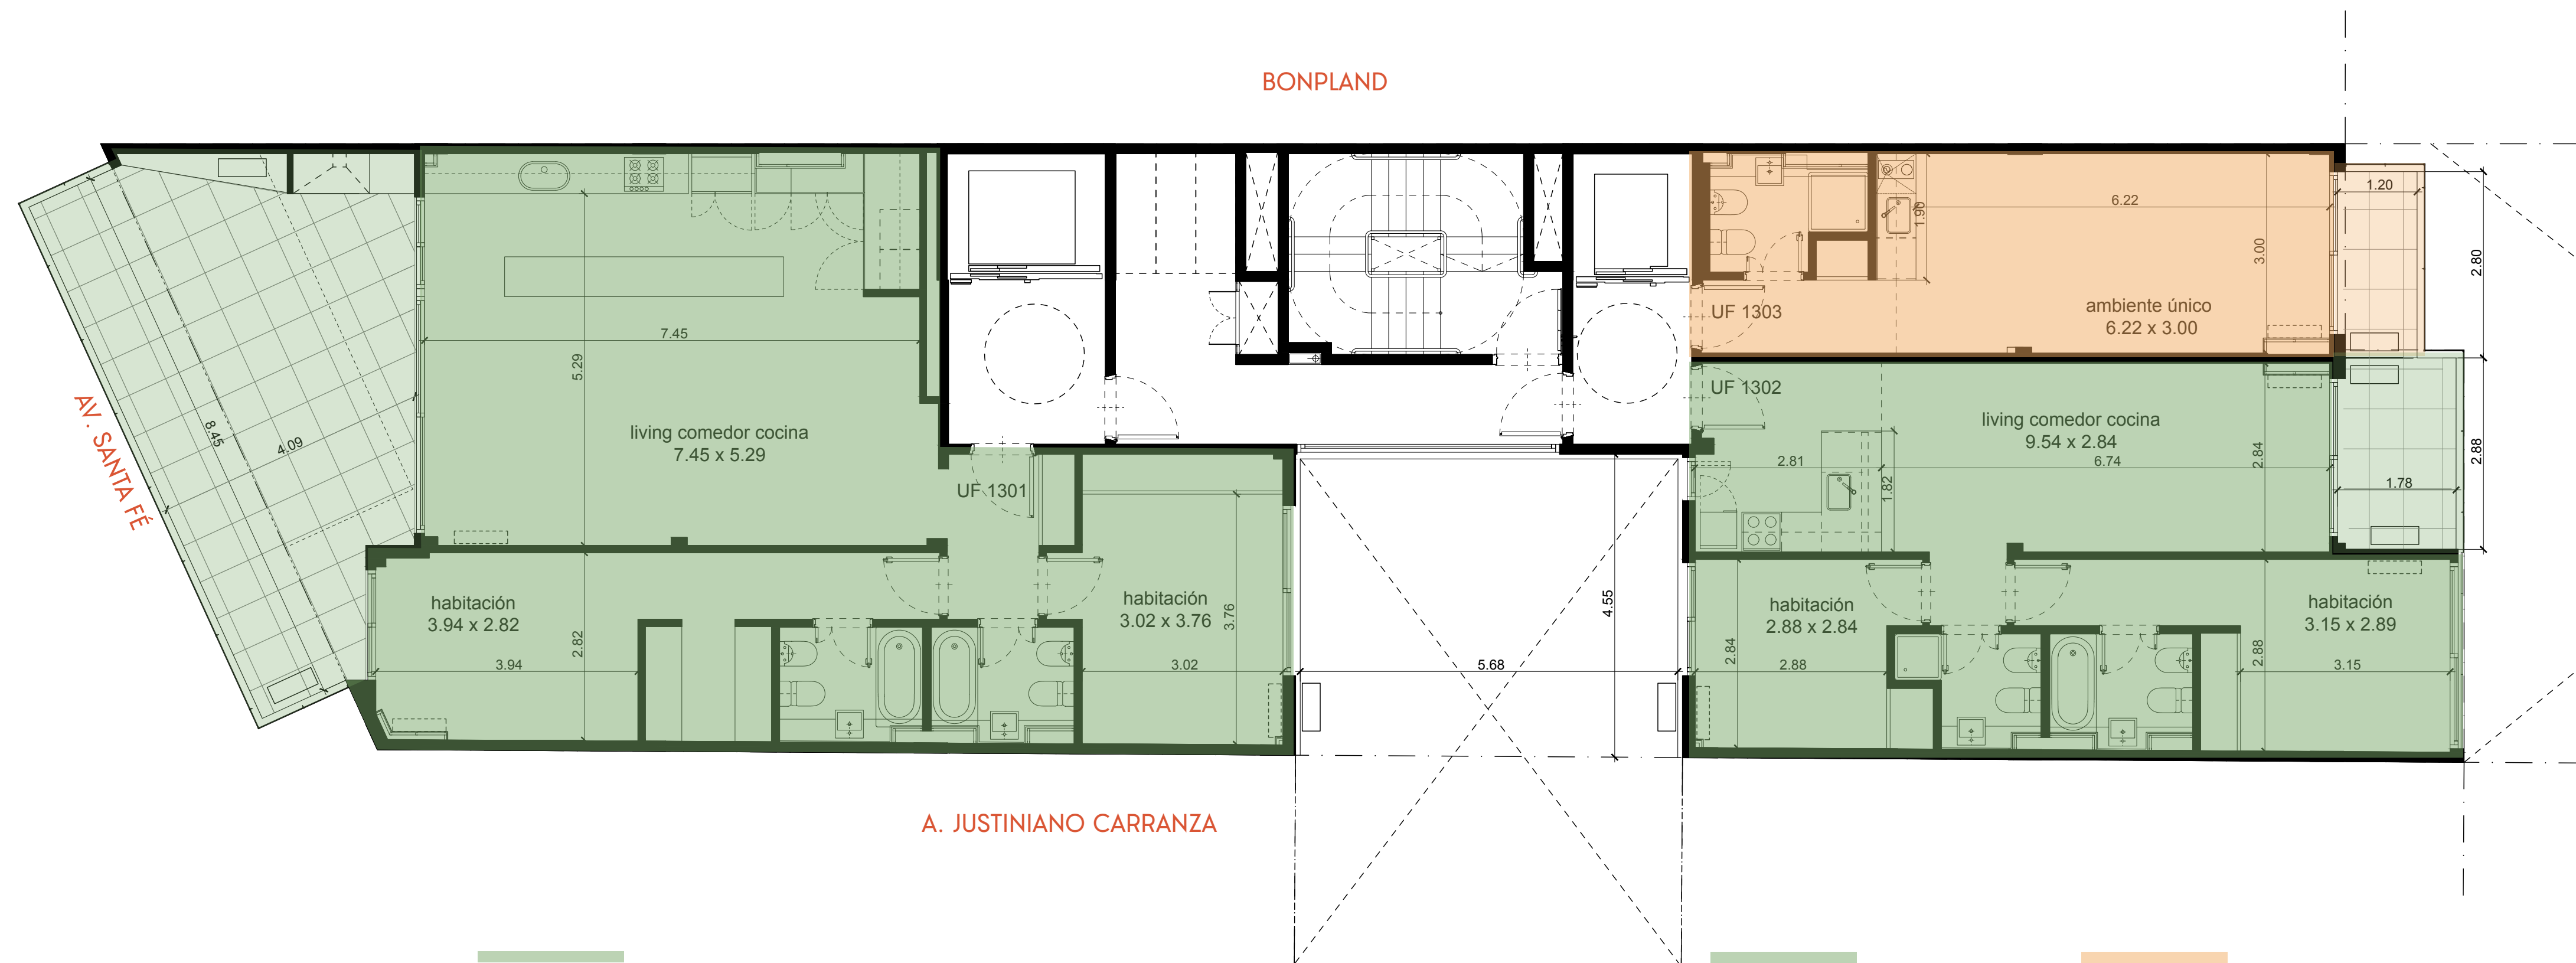 BONPLAND
1.20
6.22
1.90
3.00
2.80
UF 1303
ambiente único
6.22 x 3.00
7.45
5.29
UF 1302
living comedor cocina
9.54 x 2.84
AV. SANTA FÉ
8.45
4.09
living comedor cocina
7.45 x 5.29
2.81
6.74
2.84
2.88
1.82
1.78
UF 1301
habitación
3.94 x 2.82
2.82
3.94
habitación
3.02 x 3.76
3.76
3.02
4.55
5.68
habitación
2.88 x 2.84
2.84
2.88
habitación
3.15 x 2.89
2.88
3.15
A. JUSTINIANO CARRANZA